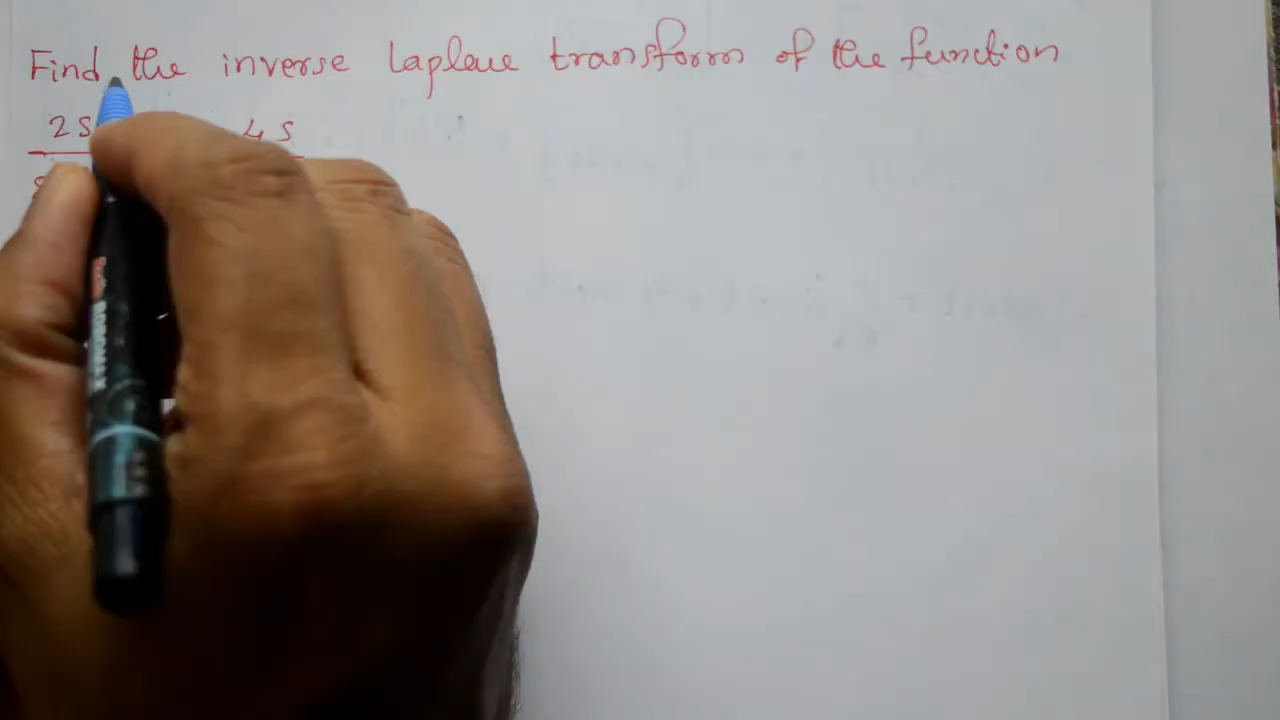 Find the inverse laplace transform of the function
2s 4s